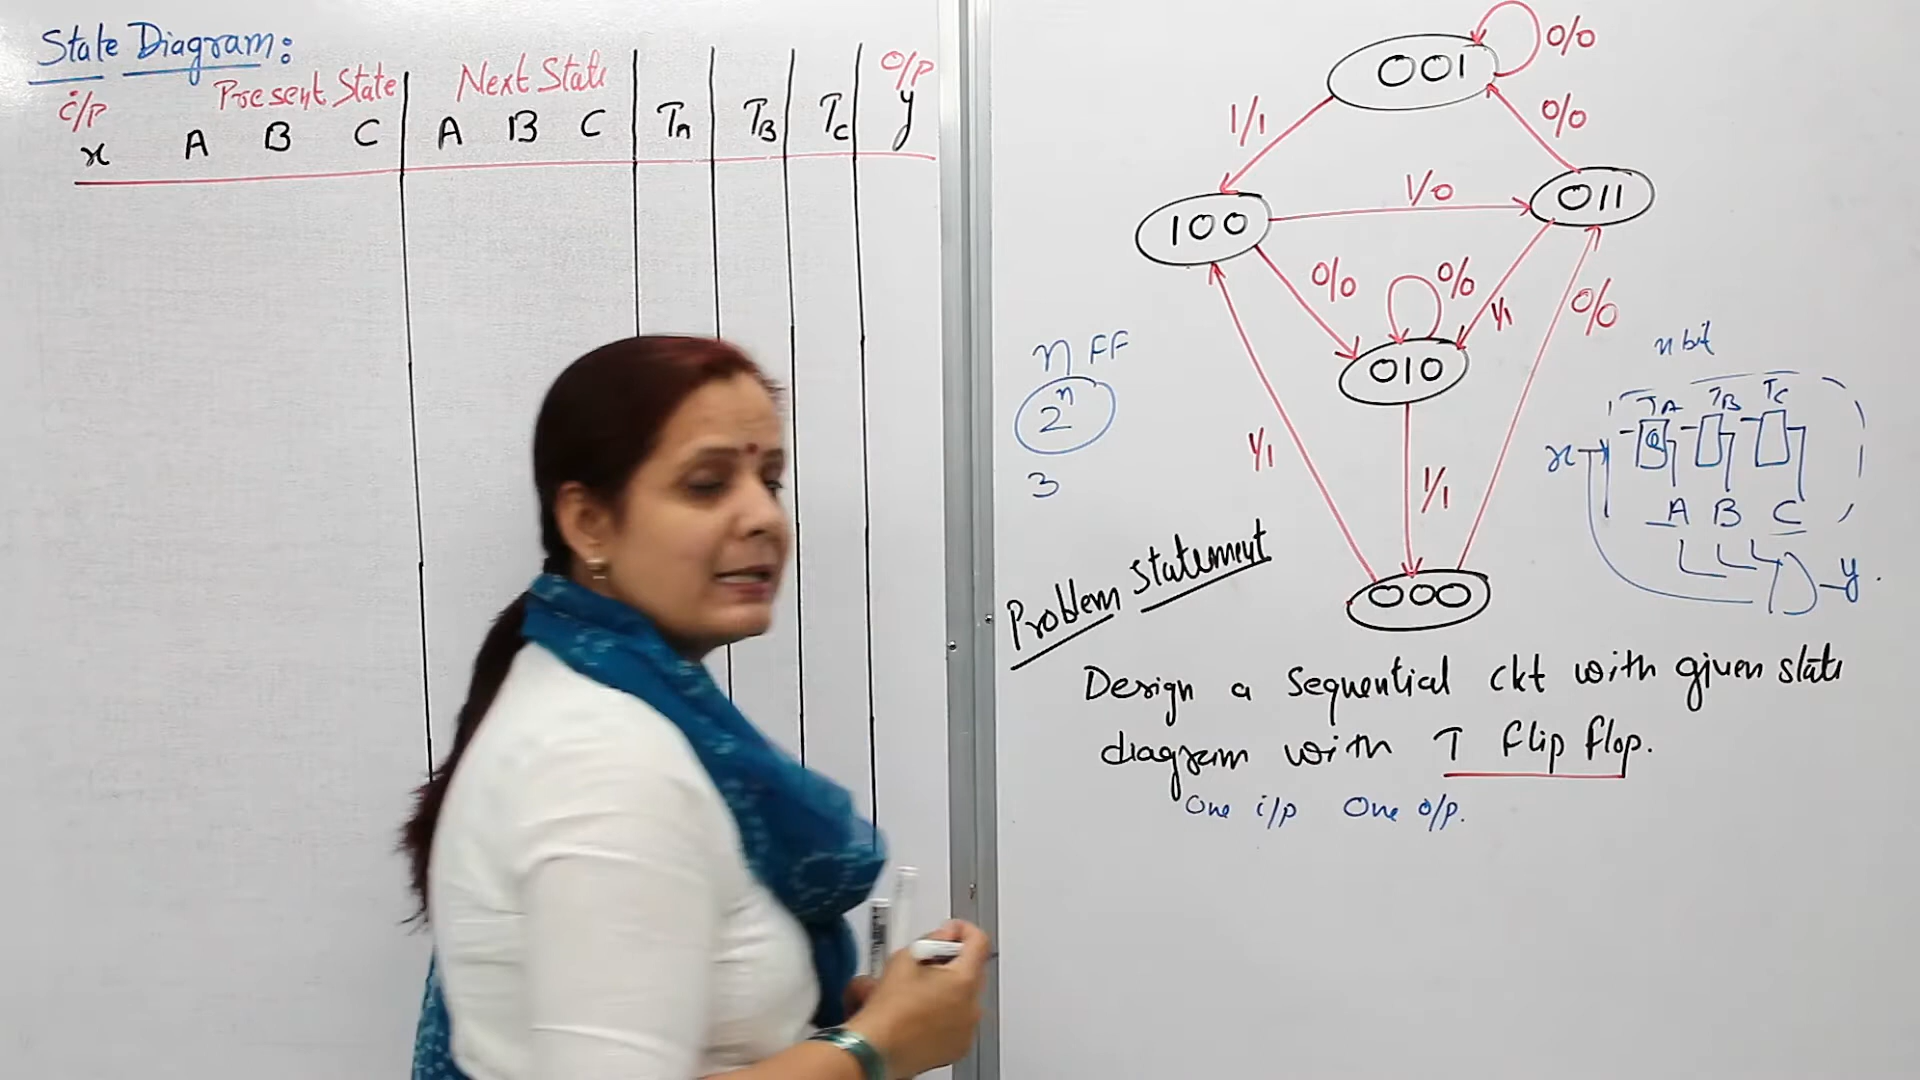 State Diagram:
i/p Present State Next State O/P
x A B C A B C TA TB TC y
0/0
001
1/1
0/0
1/0
011
100
0/0
0/0
1/1
0/0
010
1/1
1/1
000
n FF
2^n
3
n bit
TA TB TC
x
Q
A B C
y
Problem Statement
Design a sequential ckt with given state
diagram with T flip flop.
One i/p One o/p.